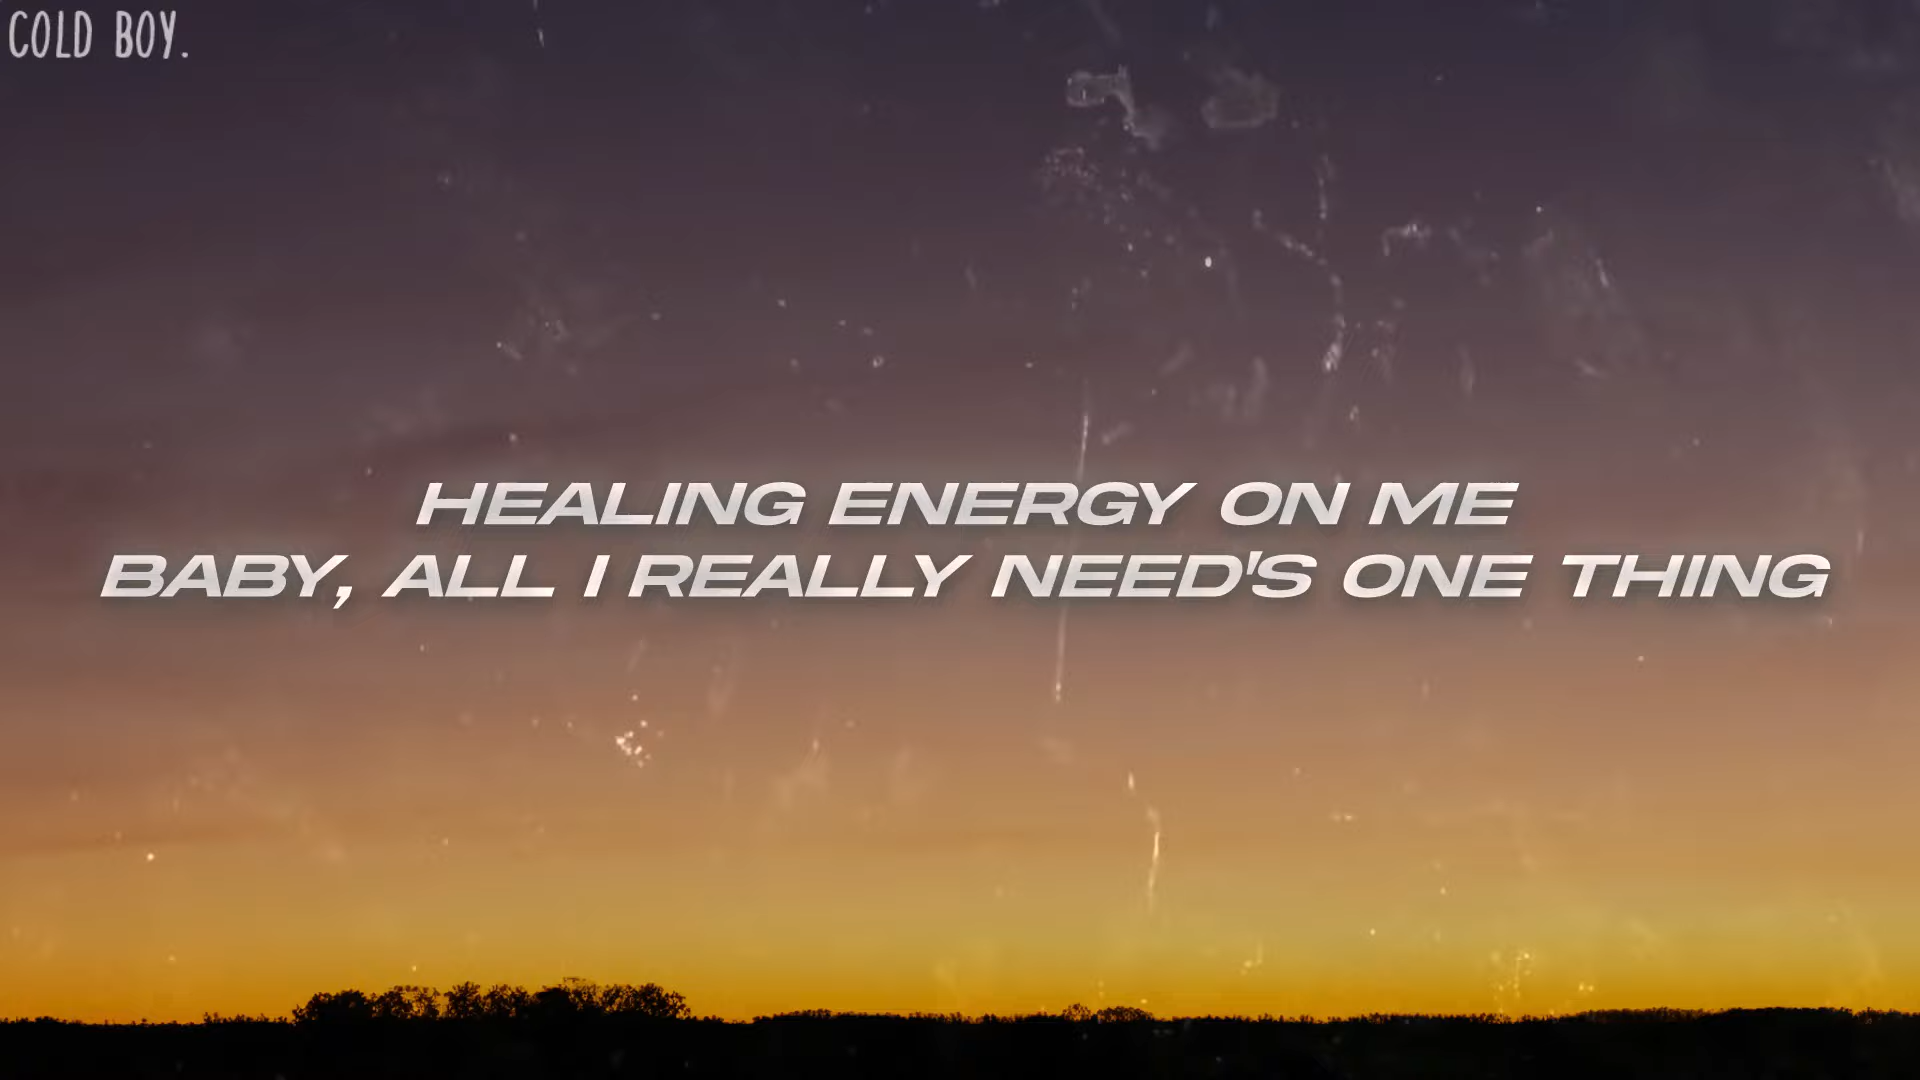 COLD BOY.
HEALING ENERGY ON ME
BABY, ALL I REALLY NEED'S ONE THING